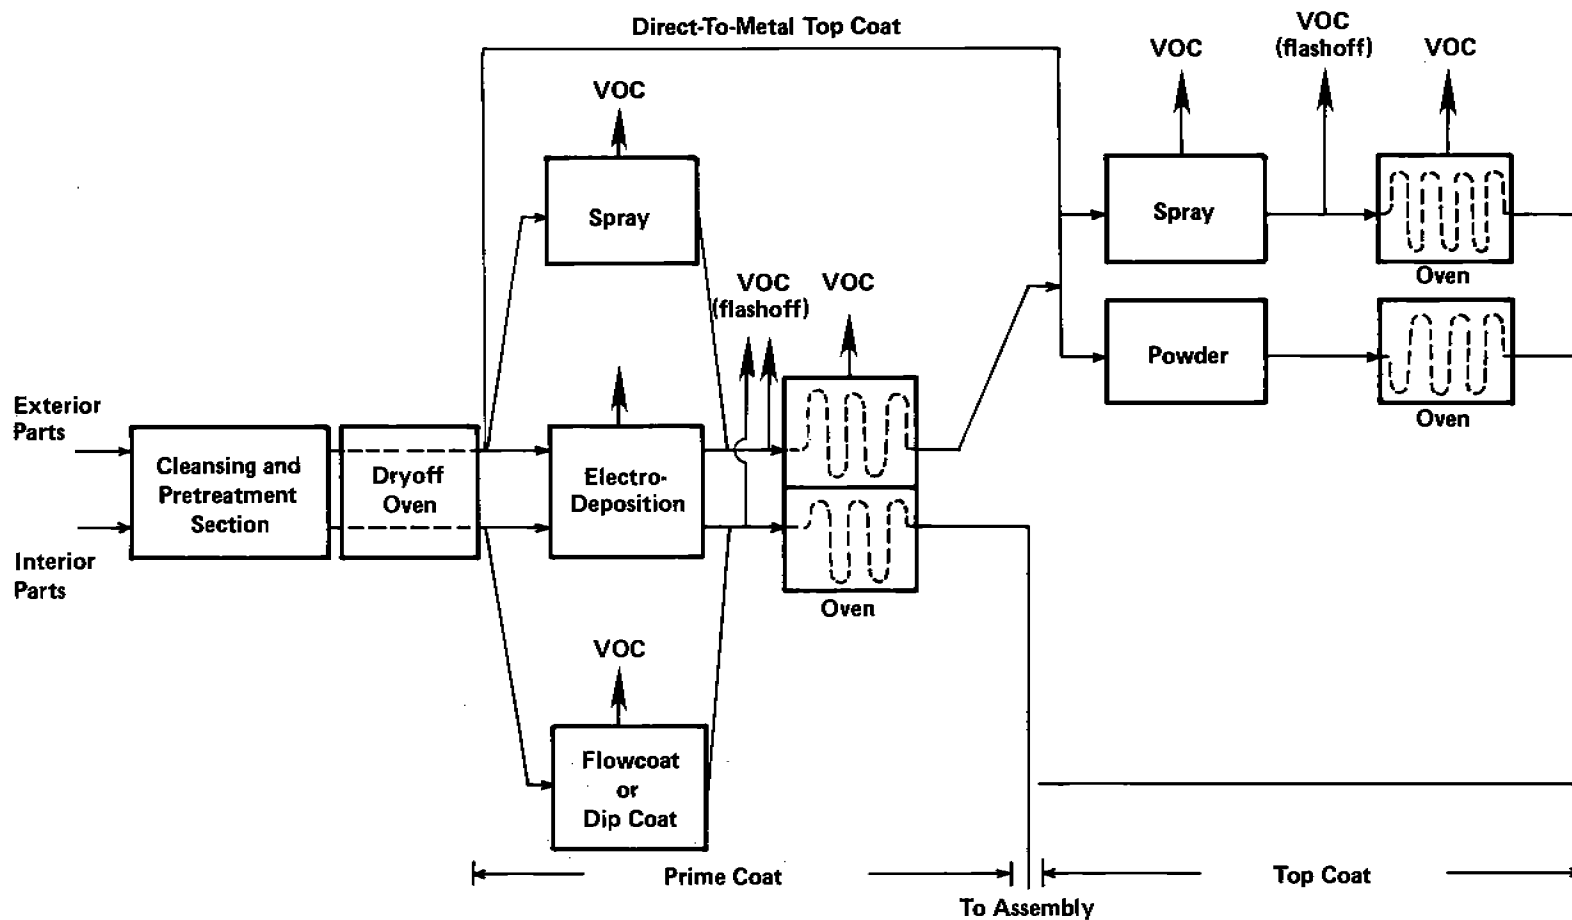 Direct-To-Metal Top Coat
VOC
VOC
(flashoff)
VOC
VOC
Spray
Spray
Oven
VOC
(flashoff)
VOC
Powder
Oven
Exterior
Parts
Cleansing and
Pretreatment
Section
Dryoff
Oven
Electro-
Deposition
Interior
Parts
Oven
VOC
Flowcoat
or
Dip Coat
Prime Coat
Top Coat
To Assembly